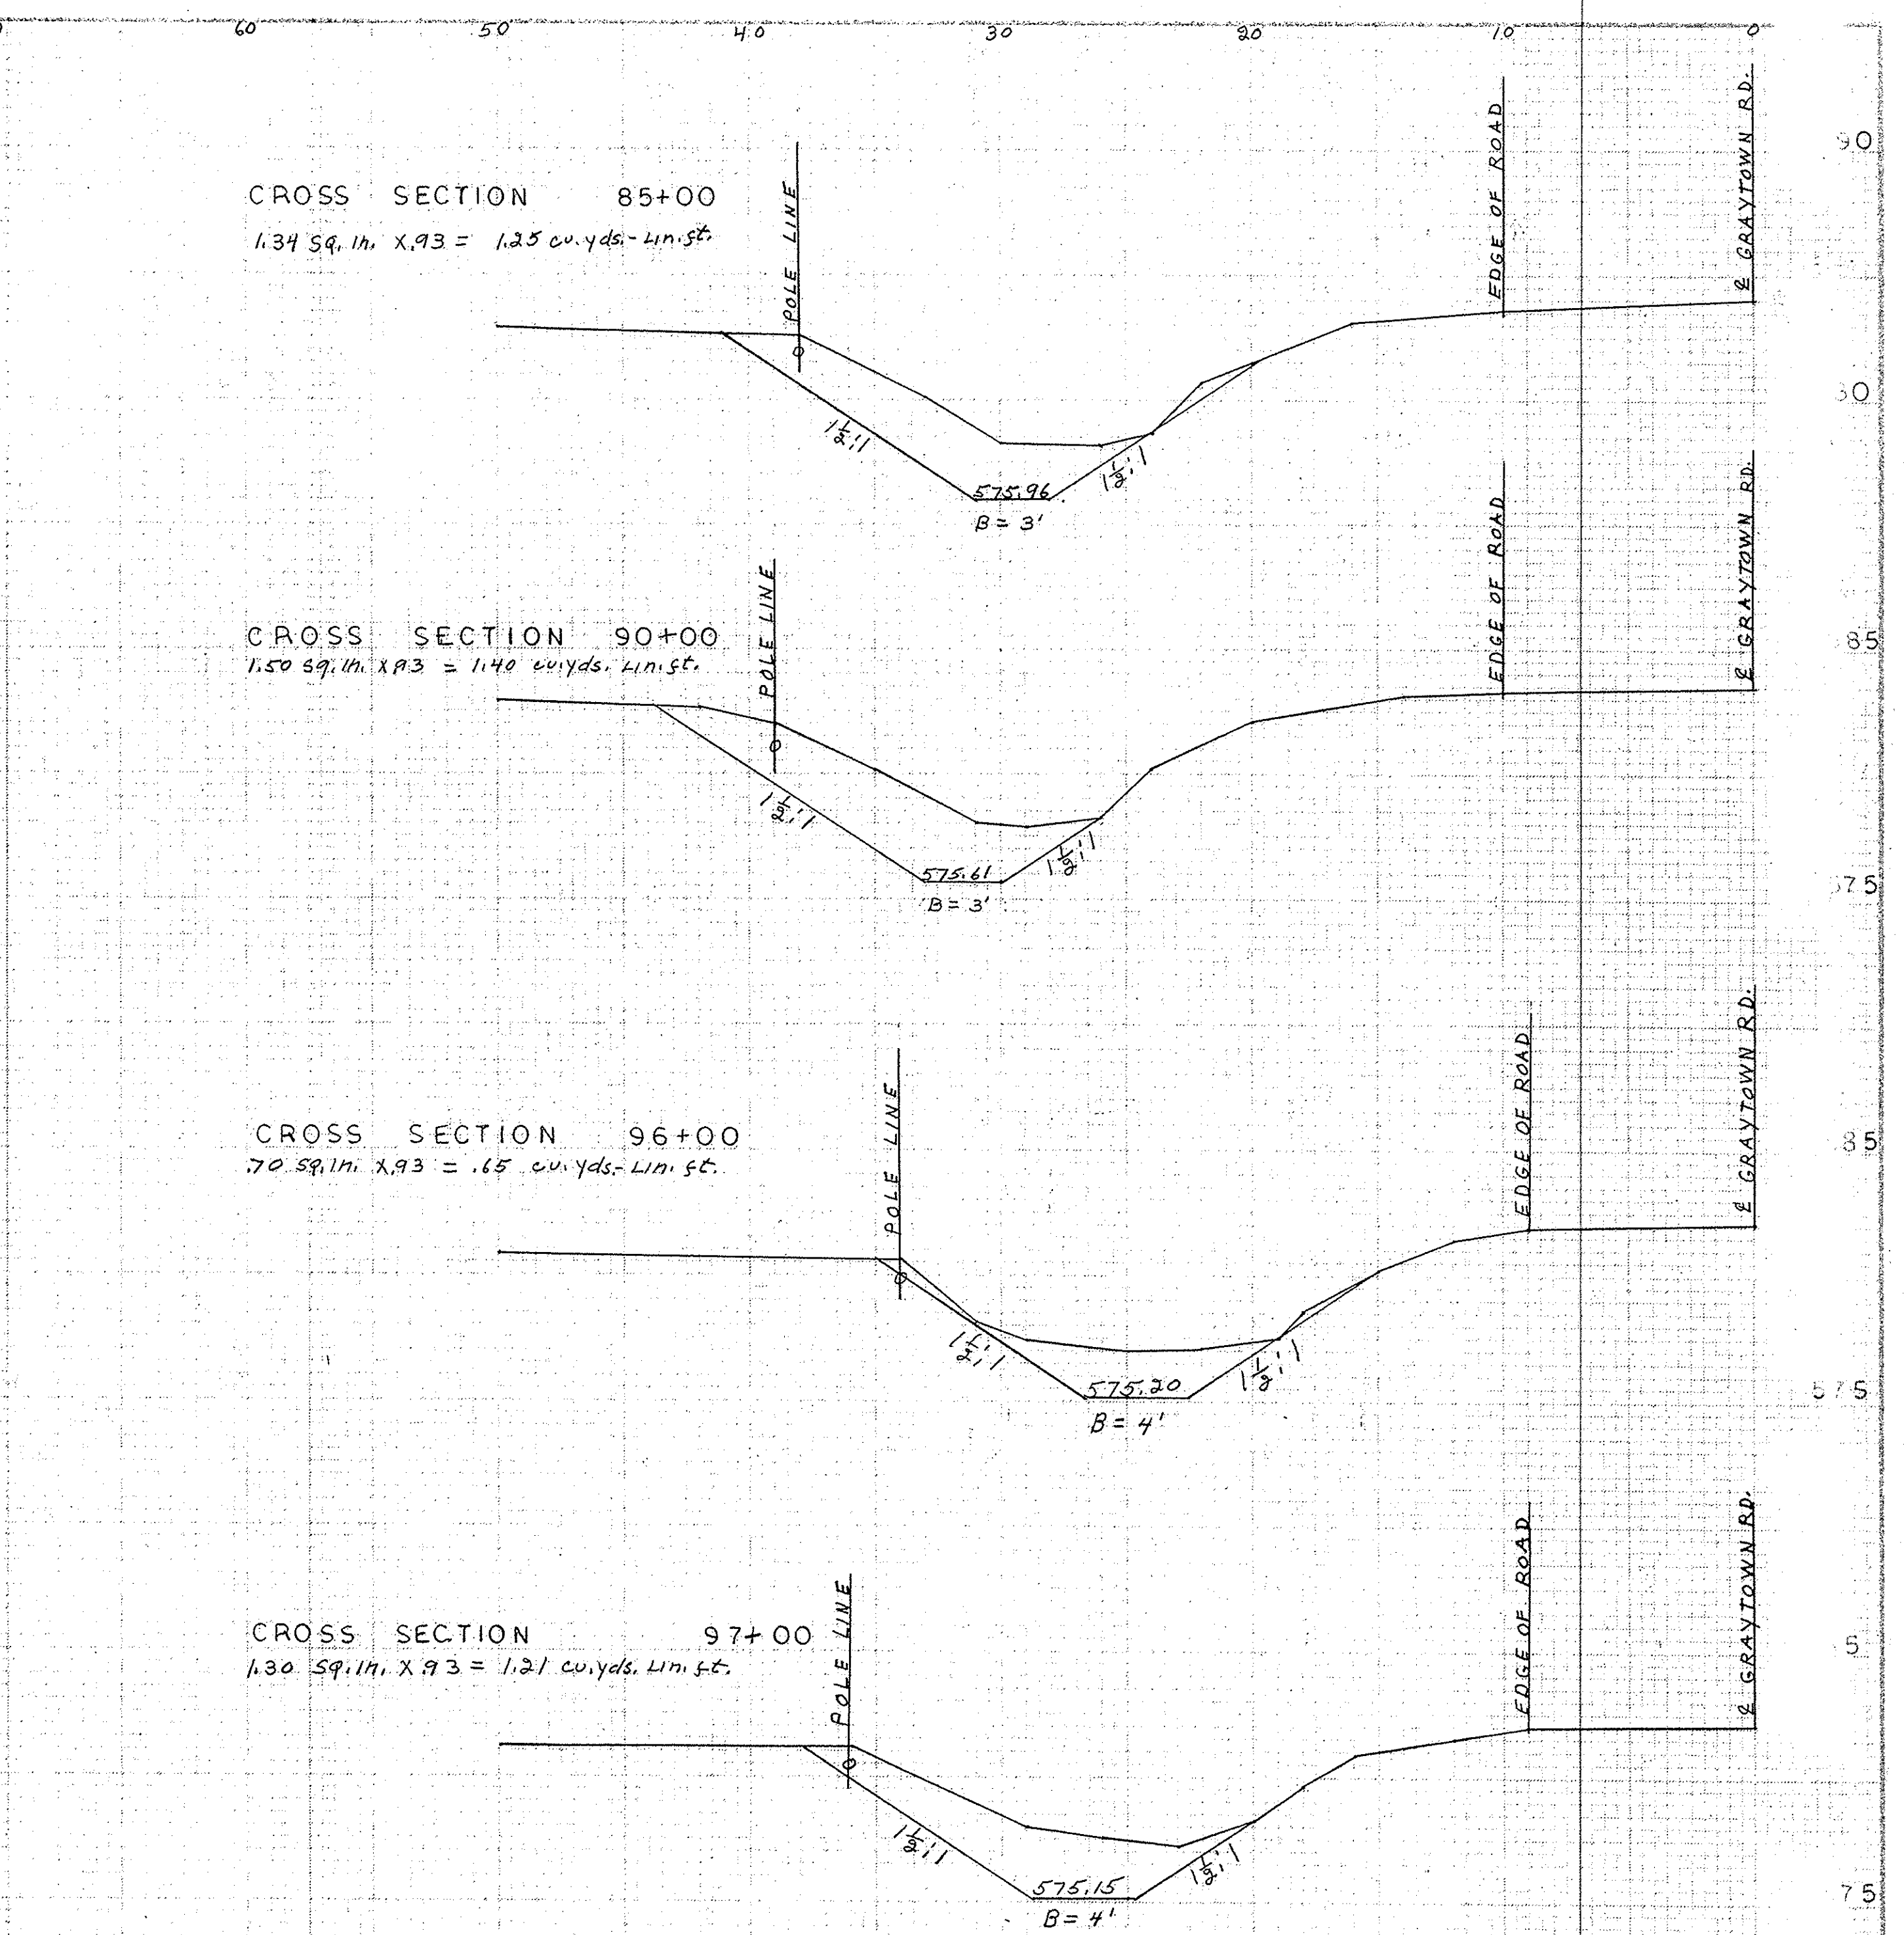 60 50 40 30 20 10 0
POLE LINE
EDGE OF ROAD
℄ GRAYTOWN RD.
90
CROSS SECTION 85+00
1.34 sq. in. X.93 = 1.25 cu.yds.-Lin.ft.
1½:1
1½:1
575.96
B = 3'
POLE LINE
EDGE OF ROAD
℄ GRAYTOWN RD.
CROSS SECTION 90+00
85
1.50 sq.in. X.93 = 1.40 cu.yds. Lin.ft.
1½:1
1½:1
575.61
B = 3'
POLE LINE
EDGE OF ROAD
℄ GRAYTOWN RD.
CROSS SECTION 96+00
85
.70 sq.in. X.93 = .65 cu.yds.-Lin.ft.
1½:1
1½:1
575.20
575
B = 4'
POLE LINE
EDGE OF ROAD
℄ GRAYTOWN RD.
CROSS SECTION 97+00
5
1.30 sq.in. X.93 = 1.21 cu.yds. Lin.ft.
1½:1
1½:1
575.15
75
B = 4'